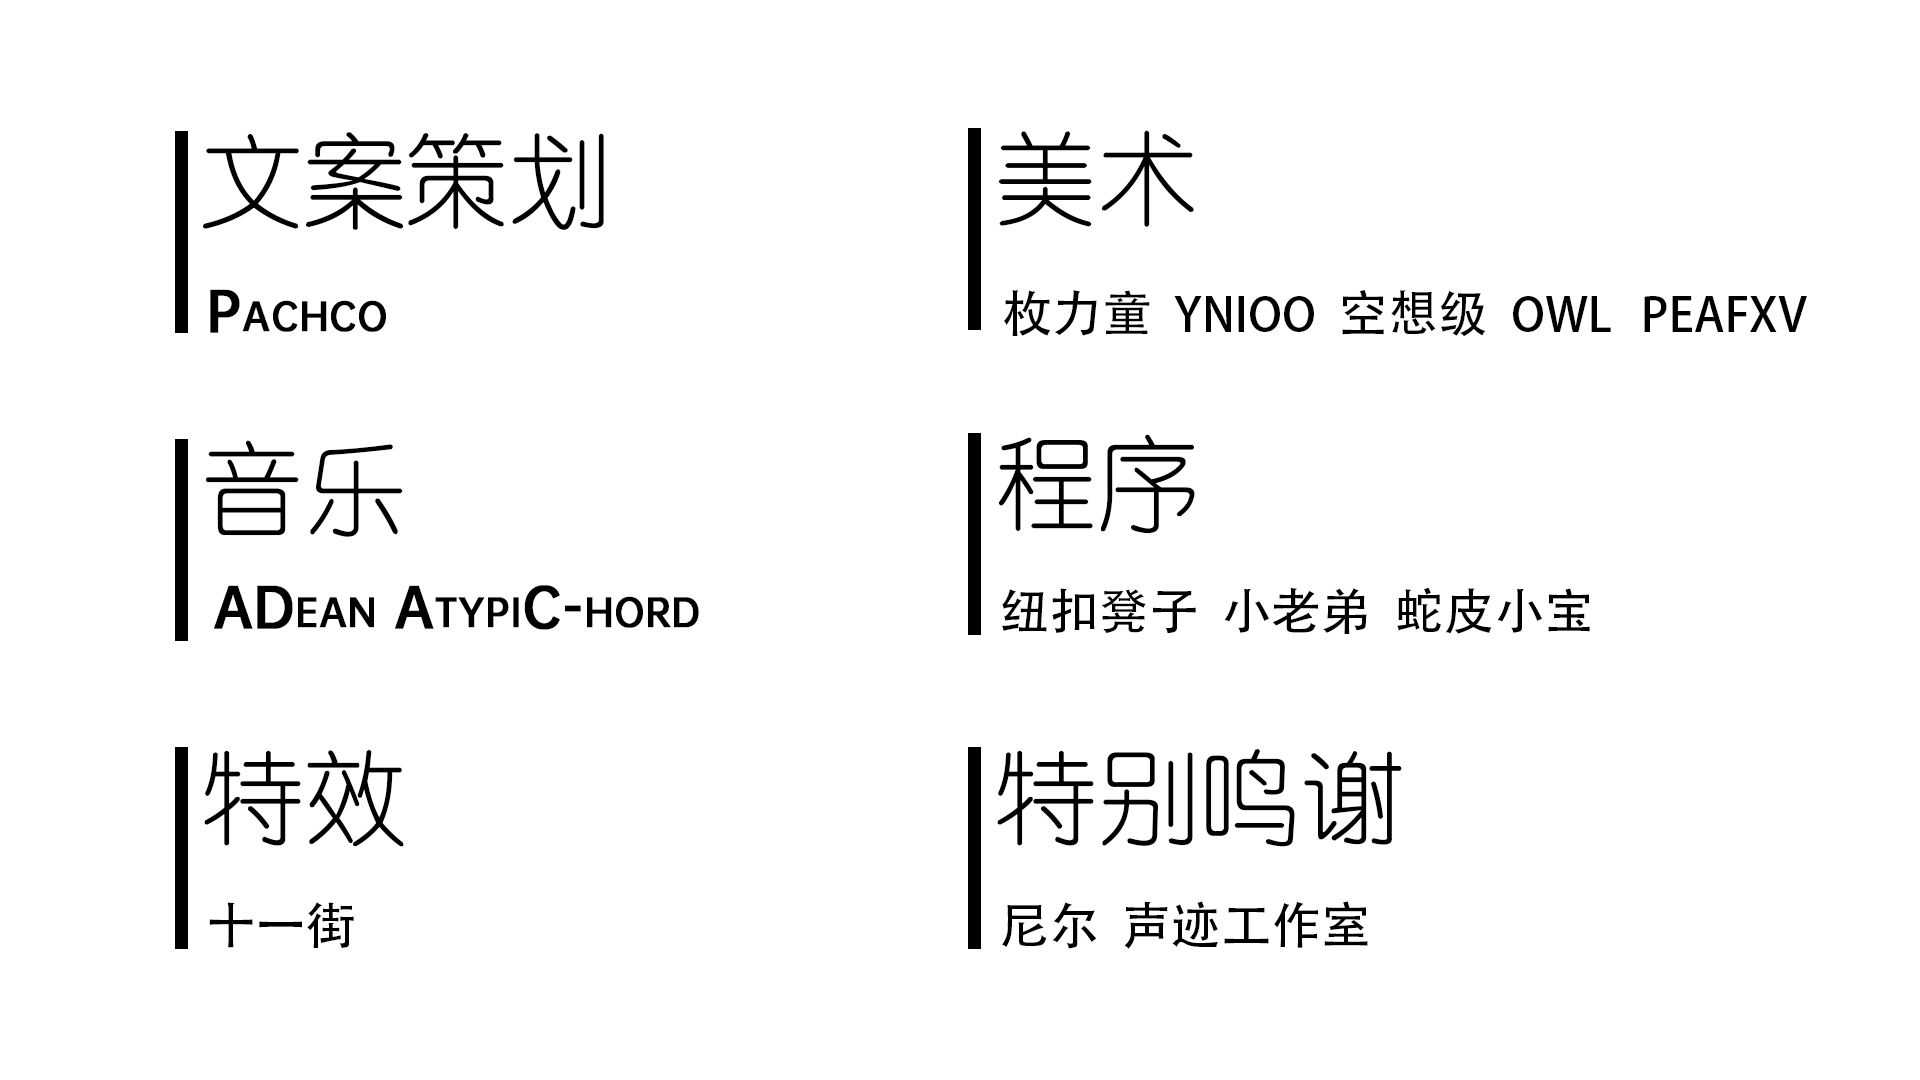 文案策划
Pachco
美术
枚力童 YNIOO 空想级 OWL PEAFXV
音乐
ADean AtypiC-hord
程序
纽扣凳子 小老弟 蛇皮小宝
特效
十一街
特别鸣谢
尼尔 声迹工作室